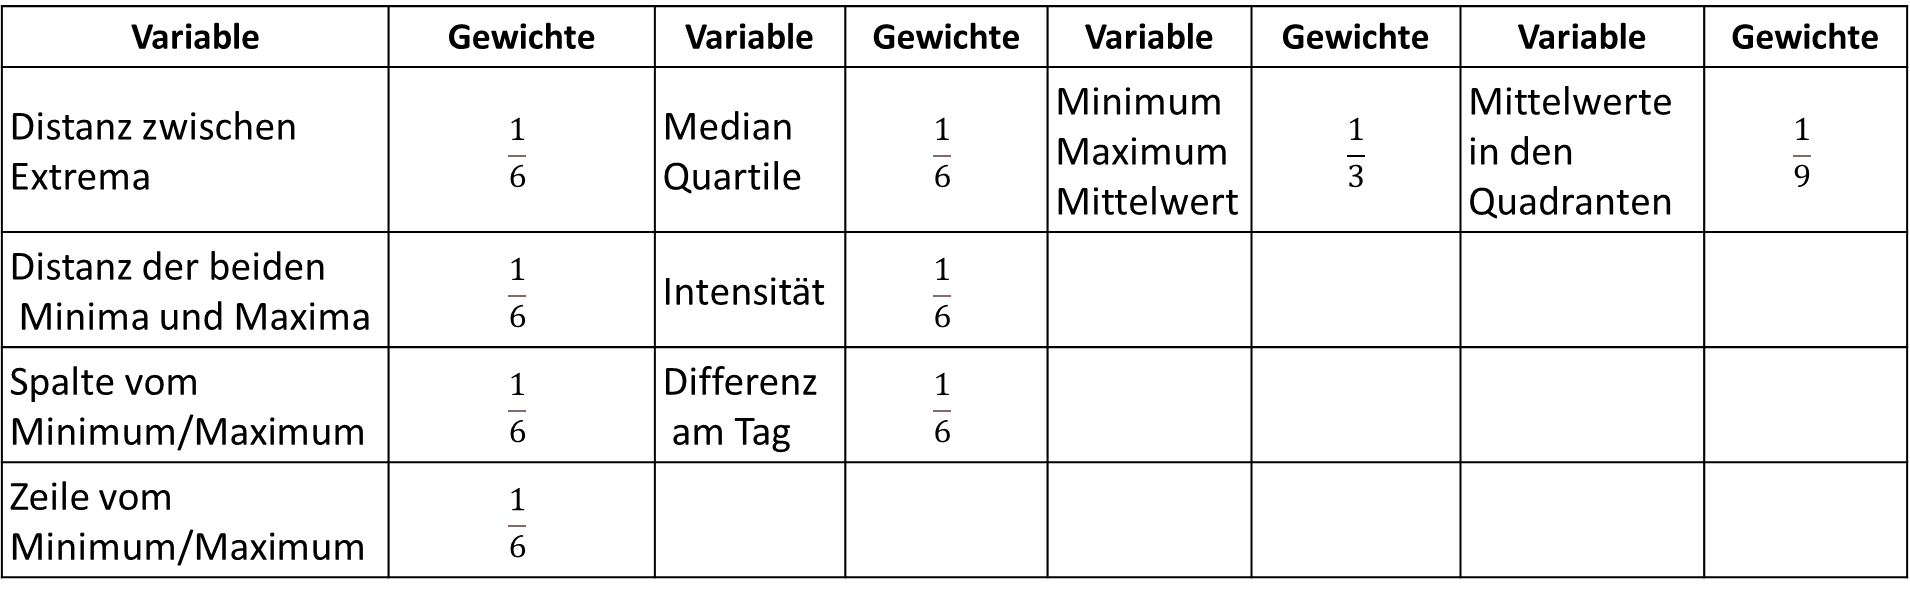 Variable Gewichte Variable Gewichte Variable Gewichte Variable Gewichte
Distanz zwischen
Extrema
1
6
Median
Quartile
1
6
Minimum
Maximum
Mittelwert
1
3
Mittelwerte
in den
Quadranten
1
9
Distanz der beiden
Minima und Maxima
1
6
Intensität
1
6
Spalte vom
Minimum/Maximum
1
6
Differenz
am Tag
1
6
Zeile vom
Minimum/Maximum
1
6